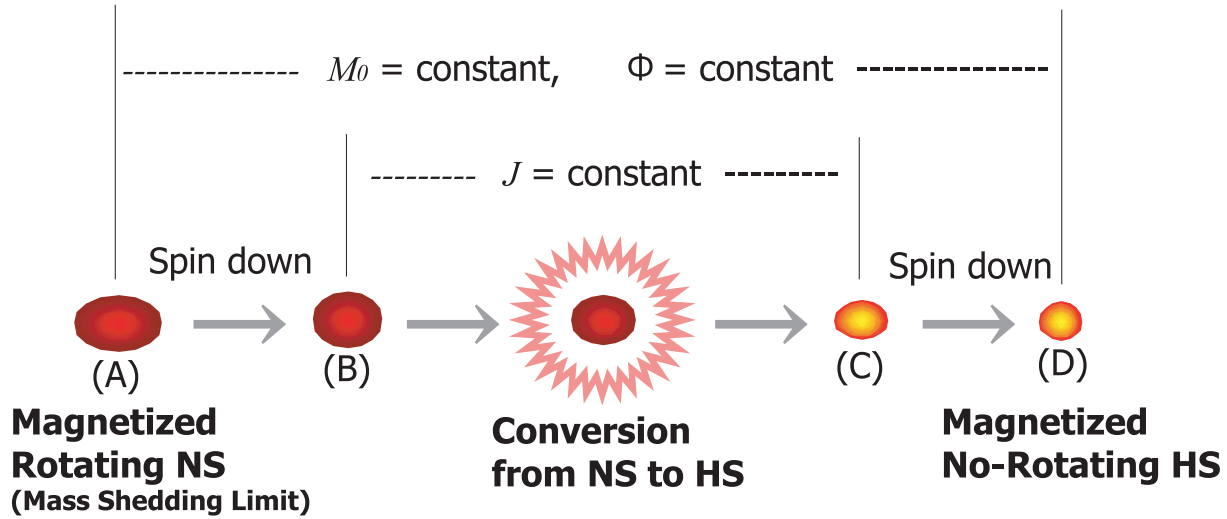 M0 = constant, Φ = constant
J = constant
Spin down
Spin down
(A)
(B)
(C)
(D)
Magnetized
Rotating NS
(Mass Shedding Limit)
Conversion
from NS to HS
Magnetized
No-Rotating HS